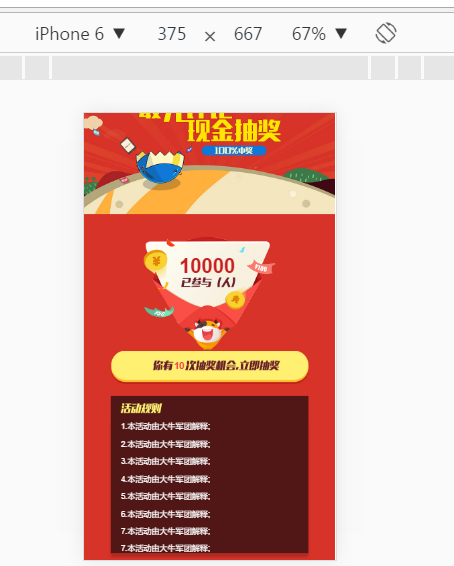 iPhone 6 ▼ 375 × 667 67% ▼
现金抽奖
100%中奖
10000
已参与(人)
¥100
你有10次抽奖机会,立即抽奖
活动规则
1.本活动由大牛军团解释;
2.本活动由大牛军团解释;
3.本活动由大牛军团解释;
4.本活动由大牛军团解释;
5.本活动由大牛军团解释;
6.本活动由大牛军团解释;
7.本活动由大牛军团解释;
7.本活动由大牛军团解释;